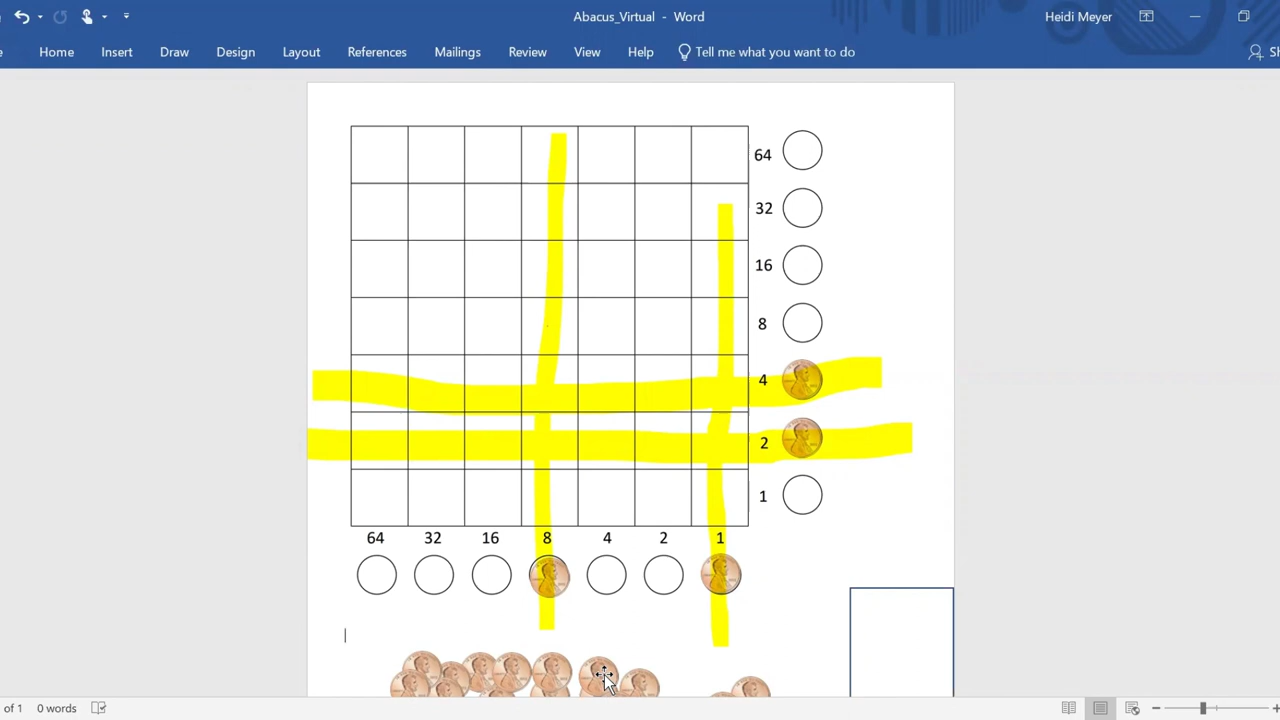 Abacus_Virtual - Word
Heidi Meyer
Home Insert Draw Design Layout References Mailings Review View Help Tell me what you want to do
64
32
16
8
4
2
1
64 32 16 8 4 2 1
of 1 0 words